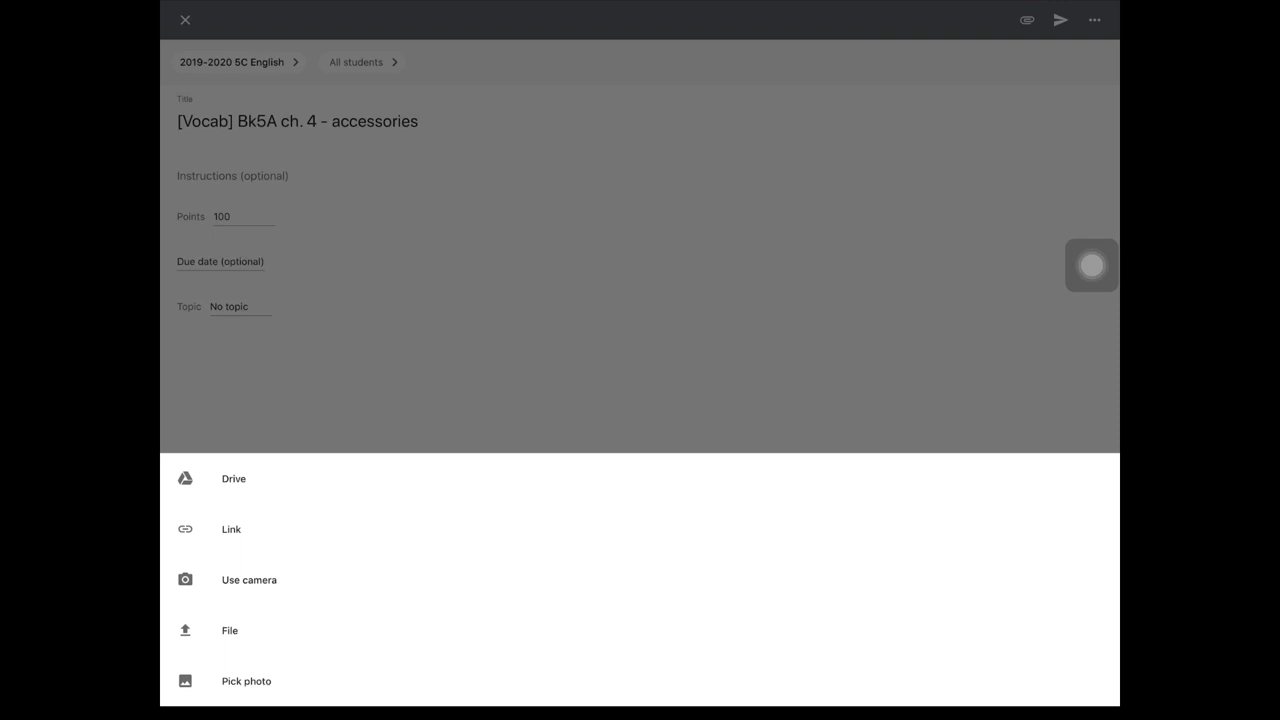 2019-2020 5C English All students
Title
[Vocab] Bk5A ch. 4 - accessories
Instructions (optional)
Points 100
Due date (optional)
Topic No topic
Drive
Link
Use camera
File
Pick photo